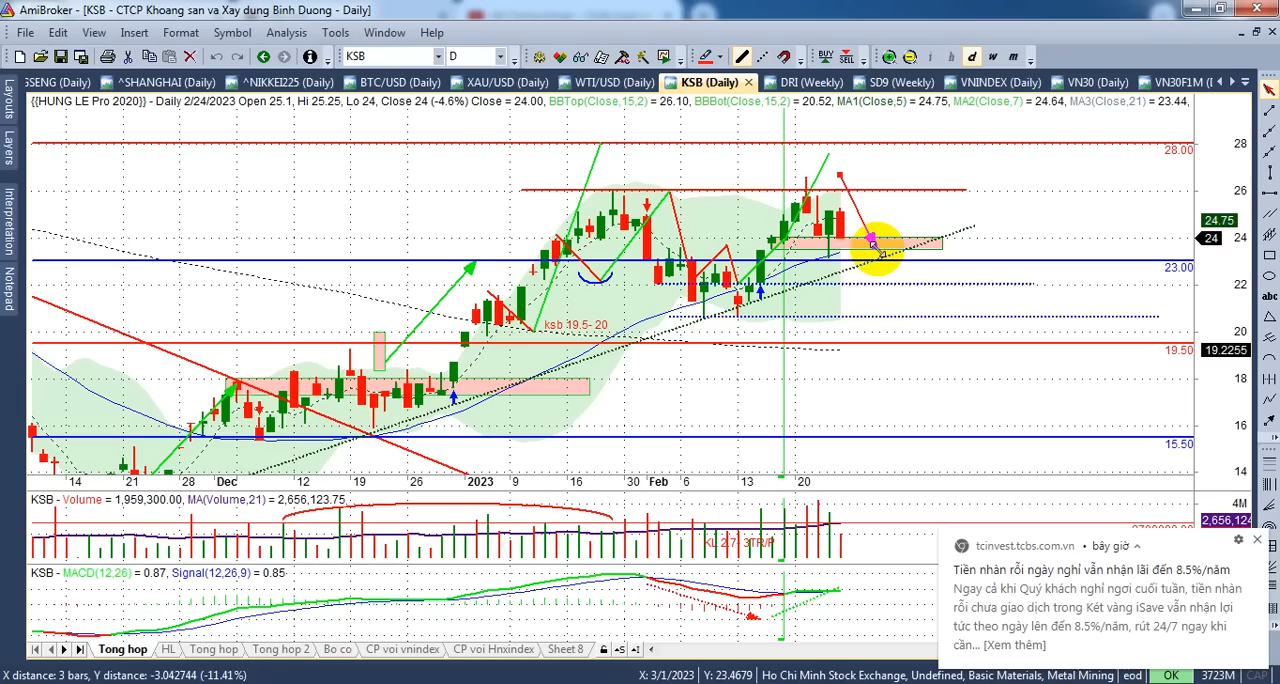 AmiBroker - [KSB - CTCP Khoang san va Xay dung Binh Duong - Daily]
File Edit View Insert Format Symbol Analysis Tools Window Help
KSB D BUY SELL i h d w m
SSENG (Daily) ^SHANGHAI (Daily) ^NIKKEI225 (Daily) BTC/USD (Daily) XAU/USD (Daily) WTI/USD (Daily) KSB (Daily) DRI (Weekly) SD9 (Weekly) VNINDEX (Daily) VN30 (Daily) VN30F1M (D
{{HUNG LE Pro 2020}} - Daily 2/24/2023 Open 25.1, Hi 25.25, Lo 24, Close 24 (-4.6%) Close = 24.00, BBTop(Close,15,2) = 26.10, BBBot(Close,15,2) = 20.52, MA1(Close,5) = 24.75, MA2(Close,7) = 24.64, MA3(Close,21) = 23.44,
Layouts
Layers
Interpretation
Notepad
abc
28
28.00
26
24.75
24
24
23.00
22
ksb 19.5- 20
20
19.50
19.2255
18
16
15.50
14
14 21 28 Dec 12 19 26 2023 9 16 30 Feb 6 13 20
KSB - Volume = 1,959,300.00, MA(Volume,21) = 2,656,123.75,
4M
2,656,124
KL 2.7- 3TR/P
KSB - MACD(12,26) = 0.87, Signal(12,26,9) = 0.85
tcinvest.tcbs.com.vn • bây giờ
Tiền nhàn rỗi ngày nghỉ vẫn nhận lãi đến 8.5%/năm
Ngay cả khi Quý khách nghỉ ngơi cuối tuần, tiền nhàn
rỗi chưa giao dịch trong Két vàng iSave vẫn nhận lợi
tức theo ngày lên đến 8.5%/năm, rút 24/7 ngay khi
cần... [Xem thêm]
Tong hop HL Tong hop Tong hop 2 Bo co CP voi vnindex CP voi Hnxindex Sheet 8
X distance: 3 bars, Y distance: -3.042744 (-11.41%) X: 3/1/2023 Y: 23.4679 Ho Chi Minh Stock Exchange, Undefined, Basic Materials, Metal Mining eod OK 3723M CAP